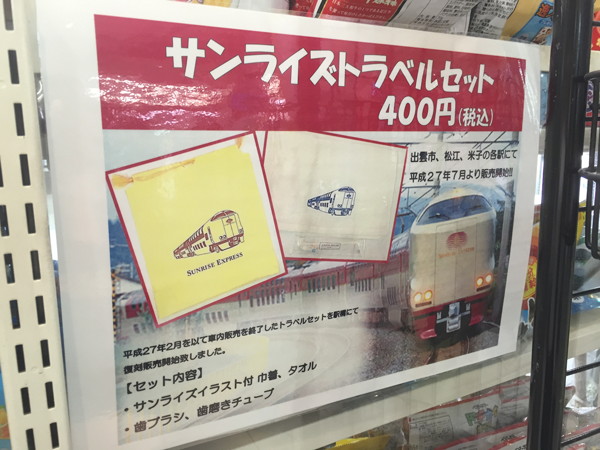 サンライズトラベルセット
400円(税込)
出雲市、松江、米子の各駅にて
平成27年7月より販売開始!!
SUNRISE EXPRESS
平成27年2月を以て車内販売を終了したトラベルセットを駅構にて
復刻販売開始致しました。
【セット内容】
・サンライズイラスト付 巾着、タオル
・歯ブラシ、歯磨きチューブ